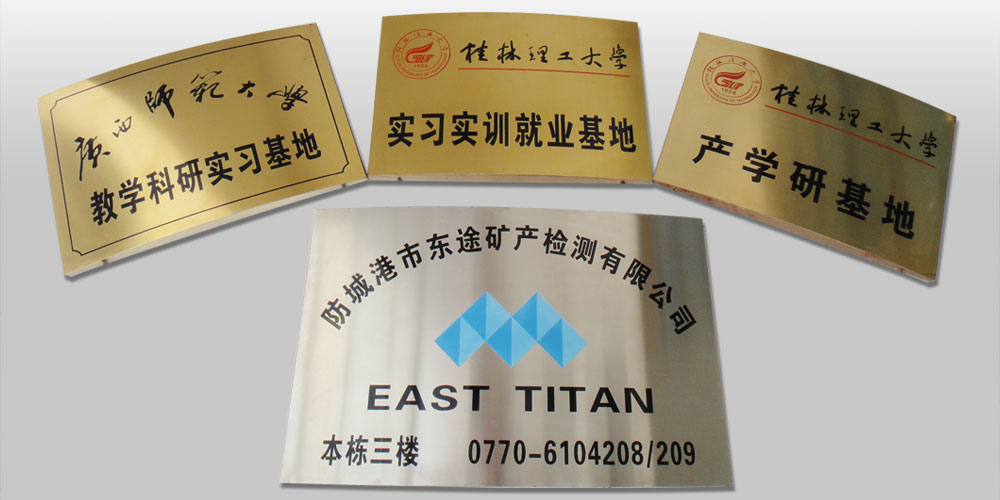 广西师范大学
教学科研实习基地
桂林理工大学
1956
实习实训就业基地
桂林理工大学
1956
产学研基地
防城港市东途矿产检测有限公司
EAST TITAN
本栋三楼 0770-6104208/209